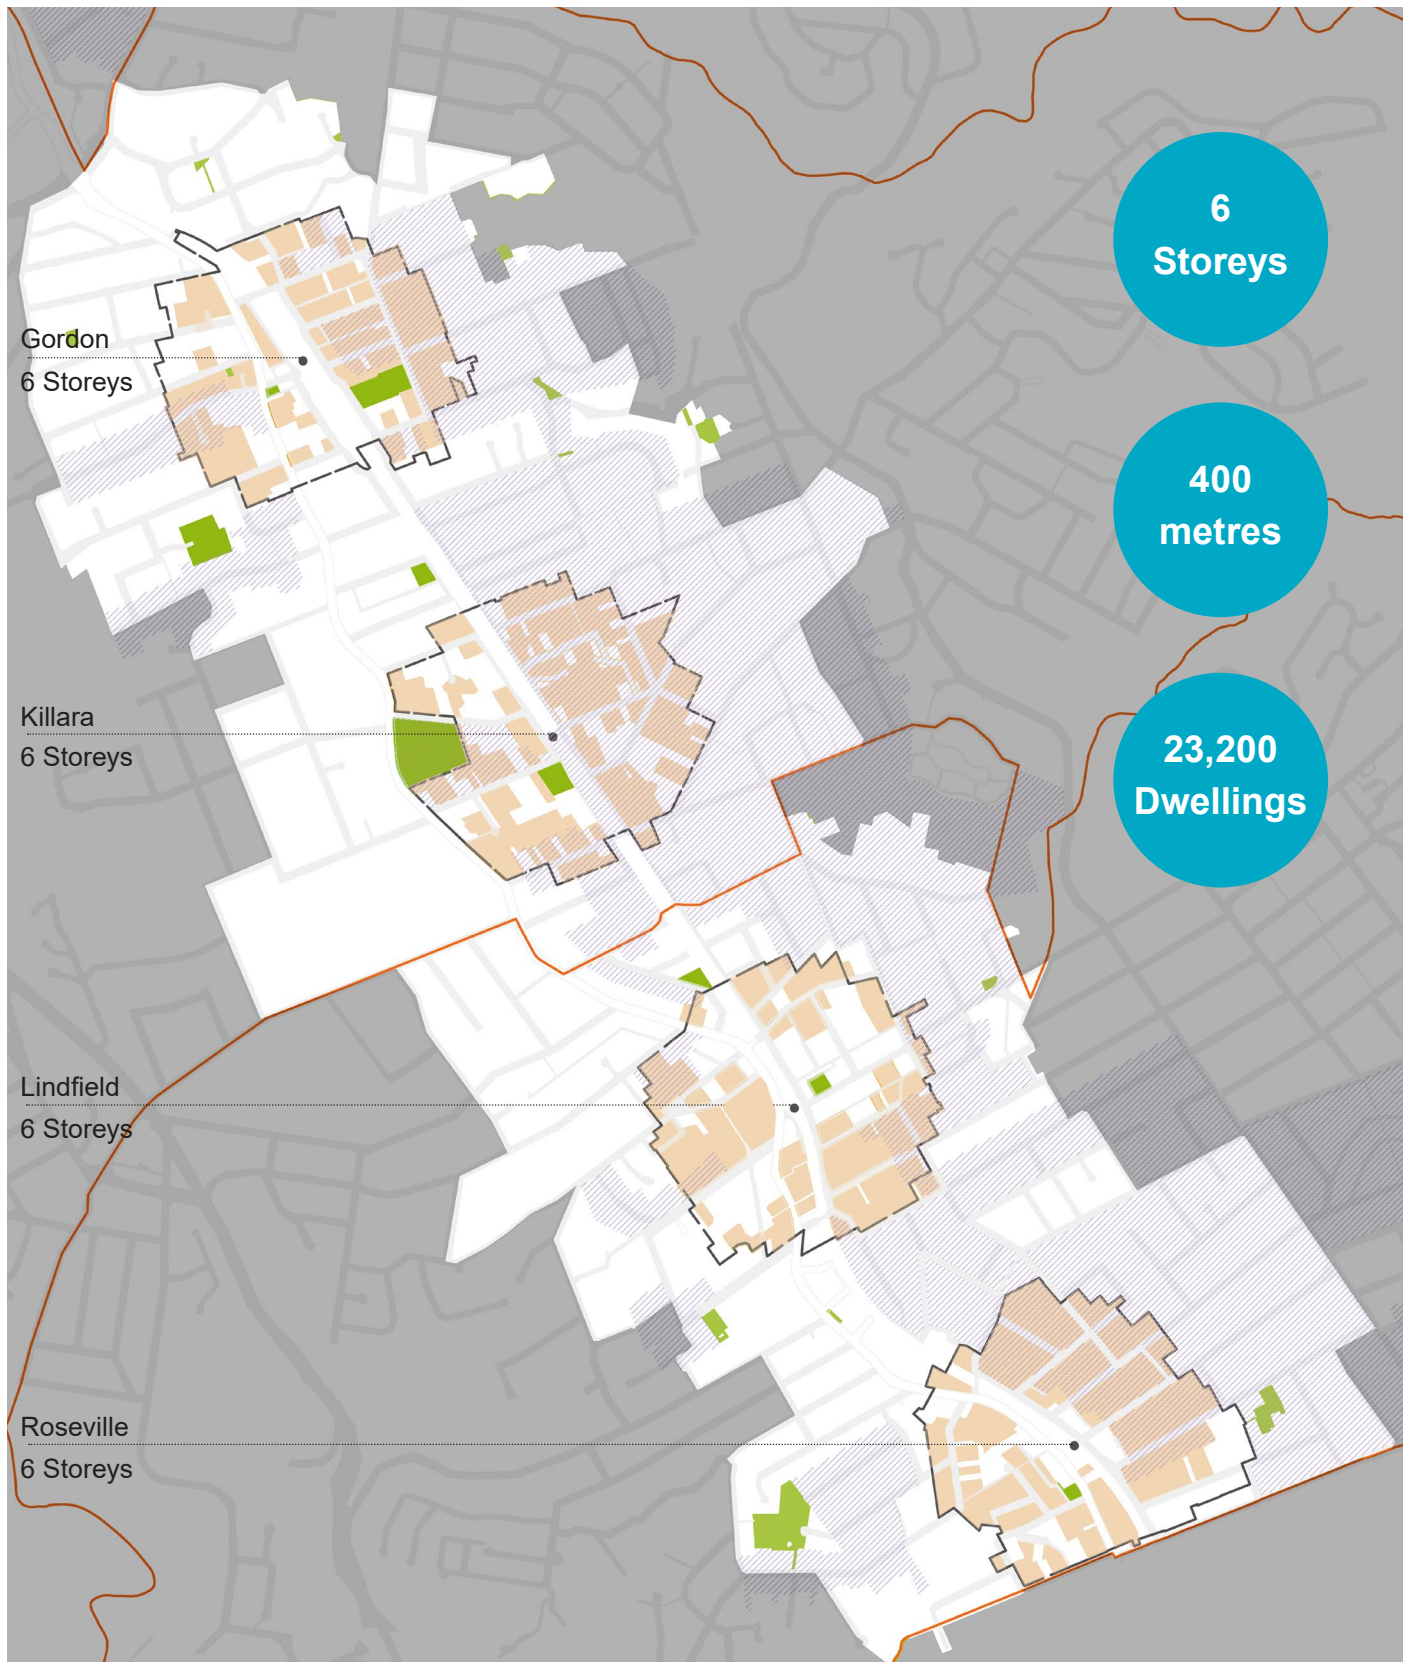 6
Storeys
400
metres
23,200
Dwellings
Gordon
6 Storeys
Killara
6 Storeys
Lindfield
6 Storeys
Roseville
6 Storeys